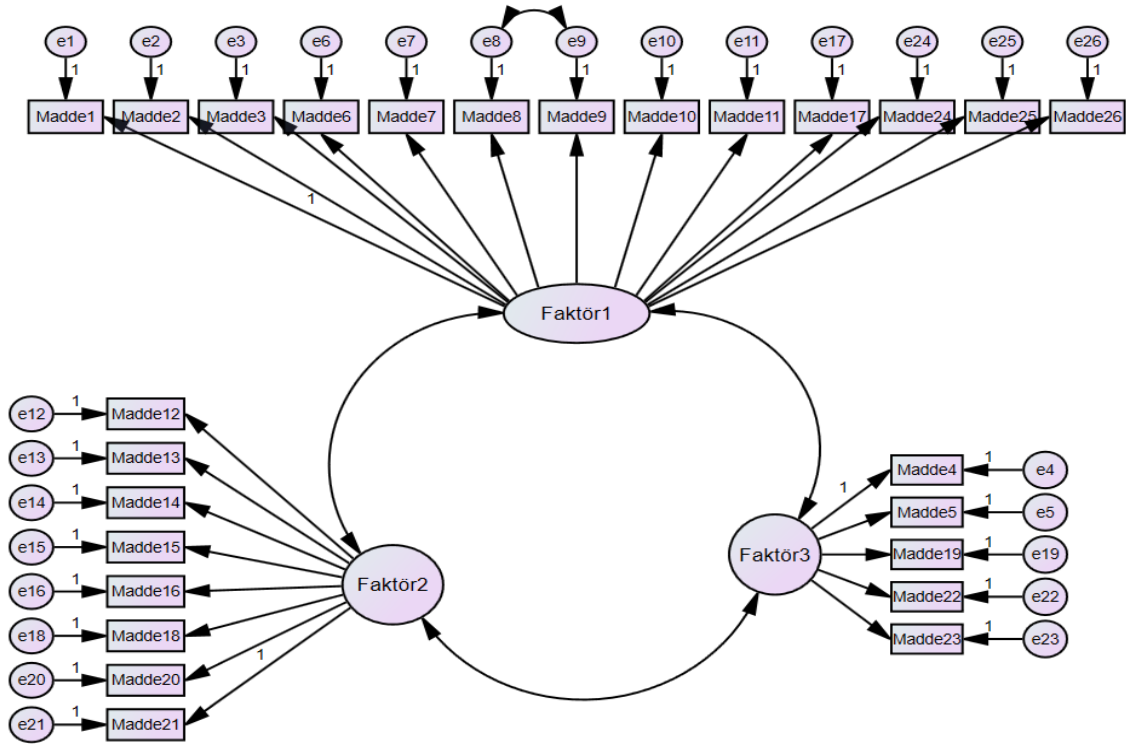 e1 e2 e3 e6 e7 e8 e9 e10 e11 e17 e24 e25 e26
1 1 1 1 1 1 1 1 1 1 1 1 1
Madde1 Madde2 Madde3 Madde6 Madde7 Madde8 Madde9 Madde10 Madde11 Madde17 Madde24 Madde25 Madde26
1
Faktör1
e12 1 Madde12
e13 1 Madde13
e14 1 Madde14
e15 1 Madde15
e16 1 Madde16
e18 1 Madde18
e20 1 Madde20
e21 1 Madde21
1
Faktör2
Faktör3
1
Madde4 1 e4
Madde5 1 e5
Madde19 1 e19
Madde22 1 e22
Madde23 1 e23